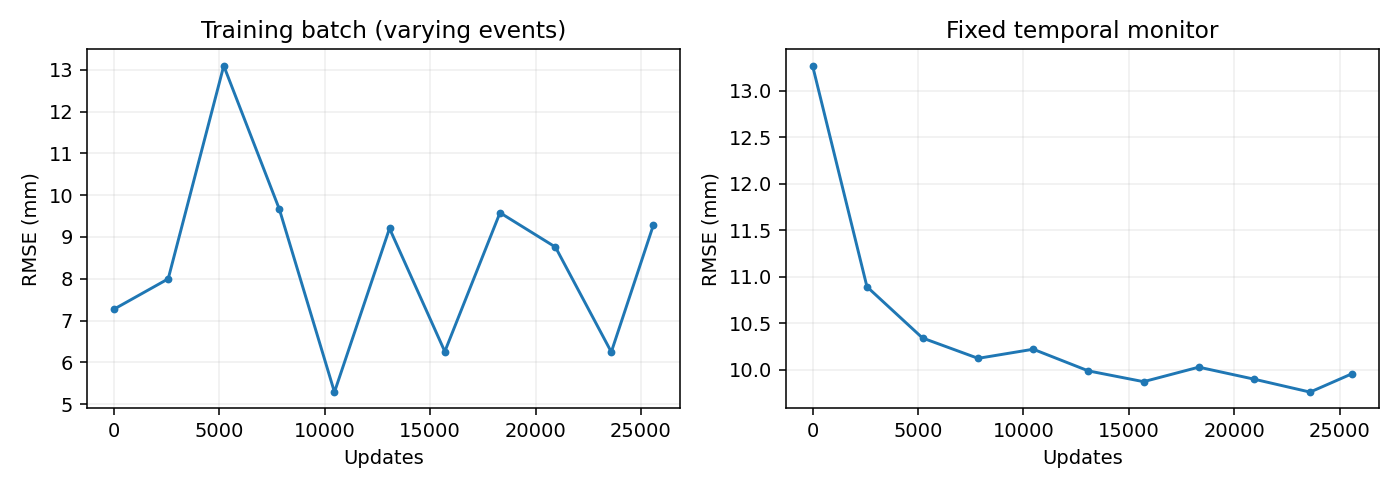 Training batch (varying events)
RMSE (mm)
13
12
11
10
9
8
7
6
5
0 5000 10000 15000 20000 25000
Updates
Fixed temporal monitor
RMSE (mm)
13.0
12.5
12.0
11.5
11.0
10.5
10.0
0 5000 10000 15000 20000 25000
Updates